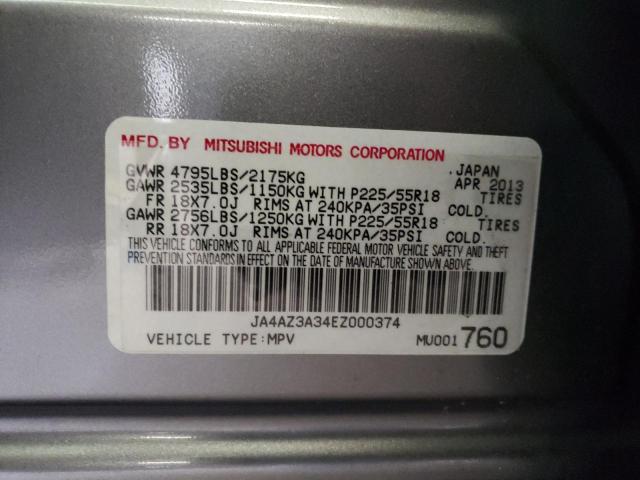 MFD. BY MITSUBISHI MOTORS CORPORATION
GVWR 4795LBS/2175KG JAPAN APR 2013
GAWR 2535LBS/1150KG WITH P225/55R18 TIRES
FR 18X7.0J RIMS AT 240KPA/35PSI COLD.
GAWR 2756LBS/1250KG WITH P225/55R18 TIRES
RR 18X7.0J RIMS AT 240KPA/35PSI COLD.
THIS VEHICLE CONFORMS TO ALL APPLICABLE FEDERAL MOTOR VEHICLE SAFETY AND THEFT
PREVENTION STANDARDS IN EFFECT ON THE DATE OF MANUFACTURE SHOWN ABOVE.
JA4AZ3A34EZ000374
VEHICLE TYPE:MPV MU001760